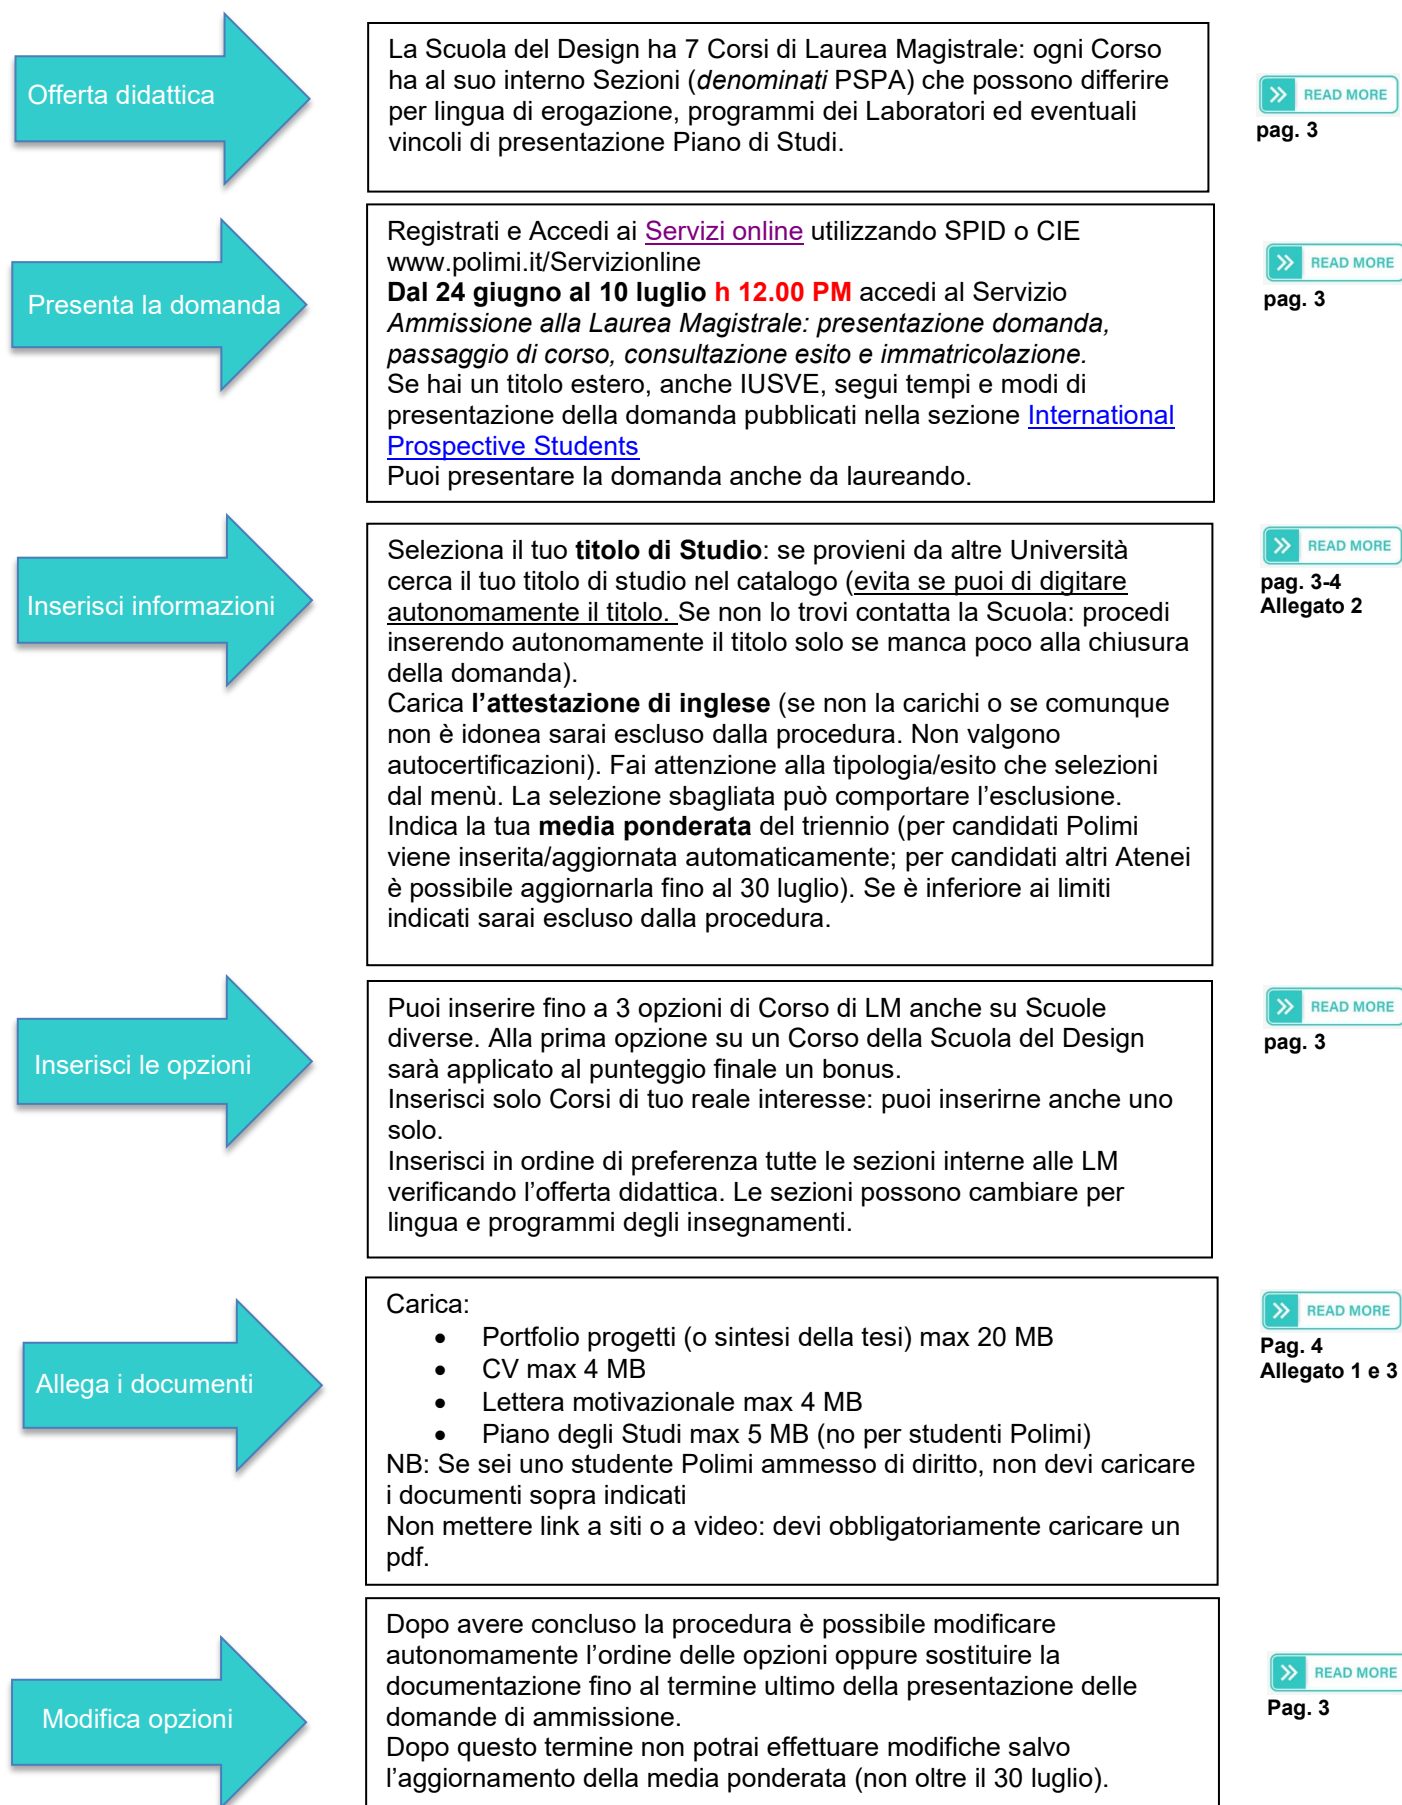 Offerta didattica
La Scuola del Design ha 7 Corsi di Laurea Magistrale: ogni Corso
ha al suo interno Sezioni (denominati PSPA) che possono differire
per lingua di erogazione, programmi dei Laboratori ed eventuali
vincoli di presentazione Piano di Studi.
READ MORE
pag. 3
Presenta la domanda
Registrati e Accedi ai Servizi online utilizzando SPID o CIE
www.polimi.it/Servizionline
Dal 24 giugno al 10 luglio h 12.00 PM accedi al Servizio
Ammissione alla Laurea Magistrale: presentazione domanda,
passaggio di corso, consultazione esito e immatricolazione.
Se hai un titolo estero, anche IUSVE, segui tempi e modi di
presentazione della domanda pubblicati nella sezione International
Prospective Students
Puoi presentare la domanda anche da laureando.
READ MORE
pag. 3
Inserisci informazioni
Seleziona il tuo titolo di Studio: se provieni da altre Università
cerca il tuo titolo di studio nel catalogo (evita se puoi di digitare
autonomamente il titolo. Se non lo trovi contatta la Scuola: procedi
inserendo autonomamente il titolo solo se manca poco alla chiusura
della domanda).
Carica l’attestazione di inglese (se non la carichi o se comunque
non è idonea sarai escluso dalla procedura. Non valgono
autocertificazioni). Fai attenzione alla tipologia/esito che selezioni
dal menù. La selezione sbagliata può comportare l’esclusione.
Indica la tua media ponderata del triennio (per candidati Polimi
viene inserita/aggiornata automaticamente; per candidati altri Atenei
è possibile aggiornarla fino al 30 luglio). Se è inferiore ai limiti
indicati sarai escluso dalla procedura.
READ MORE
pag. 3-4
Allegato 2
Inserisci le opzioni
Puoi inserire fino a 3 opzioni di Corso di LM anche su Scuole
diverse. Alla prima opzione su un Corso della Scuola del Design
sarà applicato al punteggio finale un bonus.
Inserisci solo Corsi di tuo reale interesse: puoi inserirne anche uno
solo.
Inserisci in ordine di preferenza tutte le sezioni interne alle LM
verificando l’offerta didattica. Le sezioni possono cambiare per
lingua e programmi degli insegnamenti.
READ MORE
pag. 3
Allega i documenti
Carica:
• Portfolio progetti (o sintesi della tesi) max 20 MB
• CV max 4 MB
• Lettera motivazionale max 4 MB
• Piano degli Studi max 5 MB (no per studenti Polimi)
NB: Se sei uno studente Polimi ammesso di diritto, non devi caricare
i documenti sopra indicati
Non mettere link a siti o a video: devi obbligatoriamente caricare un
pdf.
READ MORE
Pag. 4
Allegato 1 e 3
Modifica opzioni
Dopo avere concluso la procedura è possibile modificare
autonomamente l’ordine delle opzioni oppure sostituire la
documentazione fino al termine ultimo della presentazione delle
domande di ammissione.
Dopo questo termine non potrai effettuare modifiche salvo
l’aggiornamento della media ponderata (non oltre il 30 luglio).
READ MORE
Pag. 3